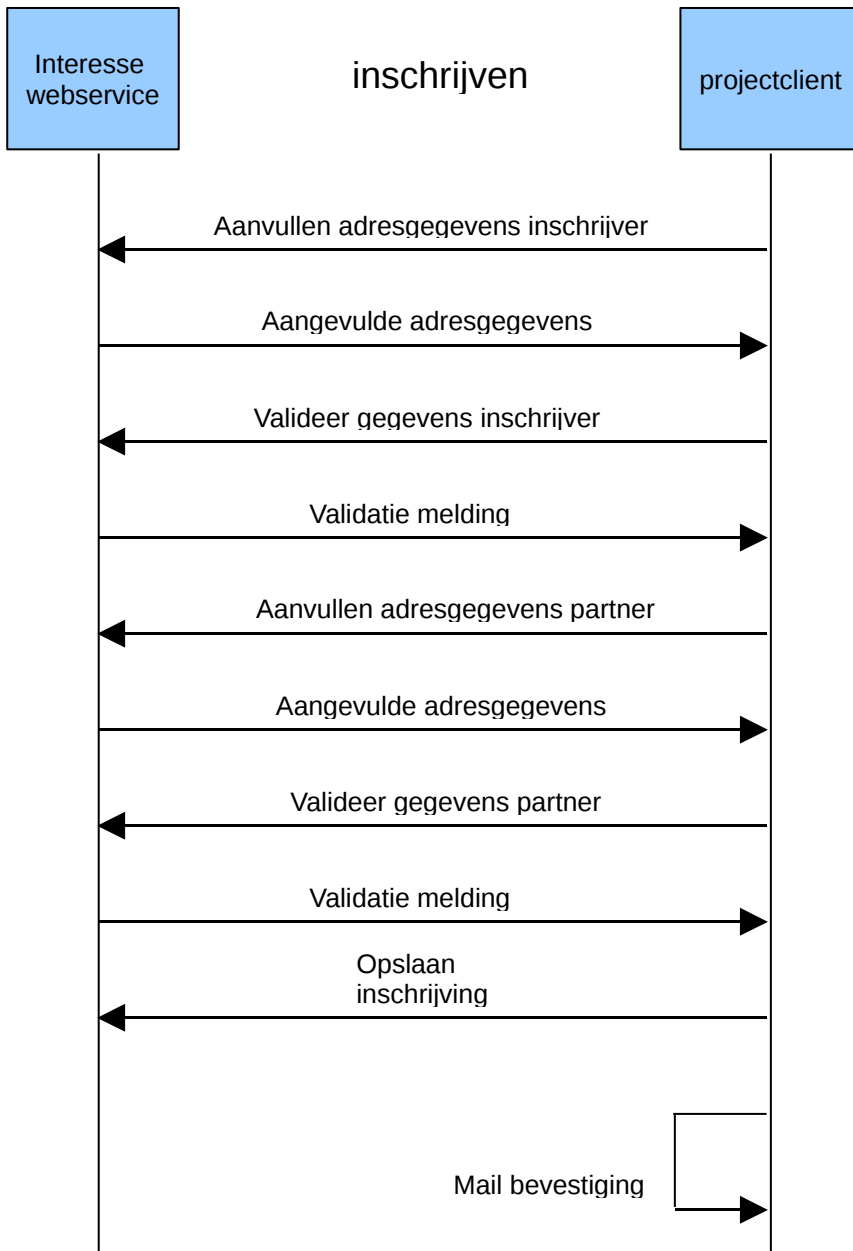 Interesse
webservice
inschrijven
projectclient
Aanvullen adresgegevens inschrijver
Aangevulde adresgegevens
Valideer gegevens inschrijver
Validatie melding
Aanvullen adresgegevens partner
Aangevulde adresgegevens
Valideer gegevens partner
Validatie melding
Opslaan
inschrijving
Mail bevestiging